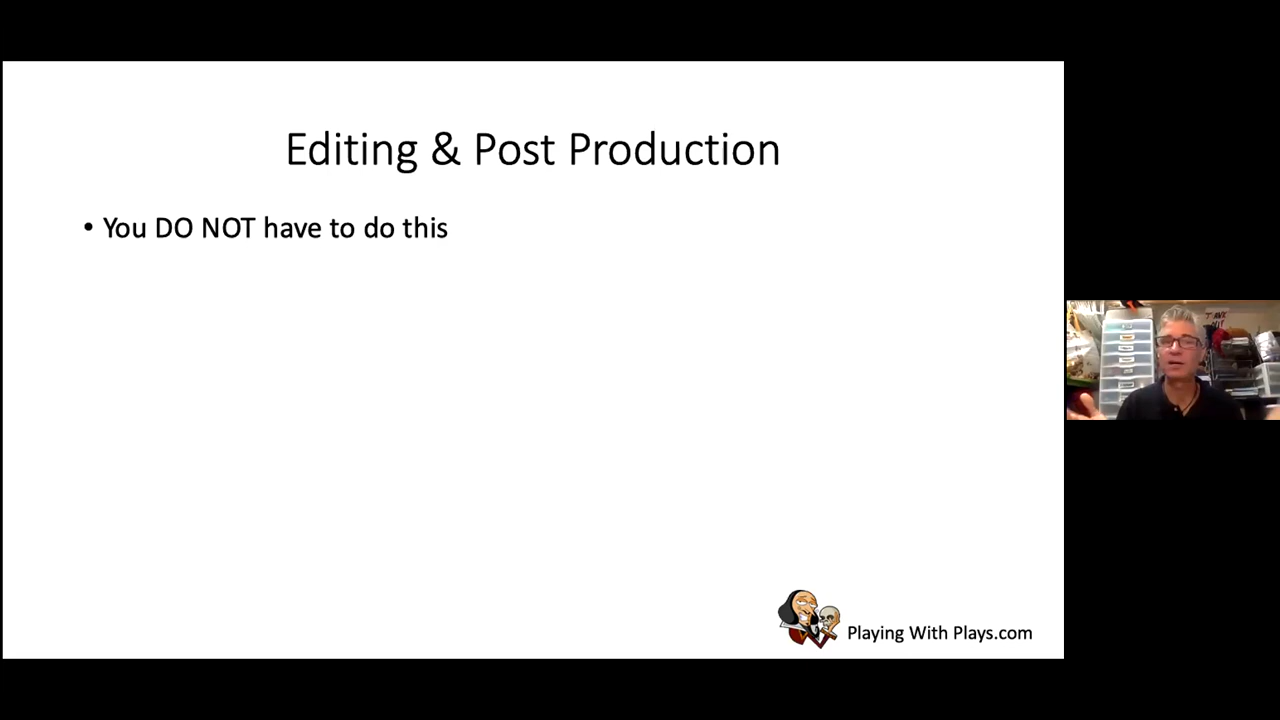 Editing & Post Production
• You DO NOT have to do this
Playing With Plays.com